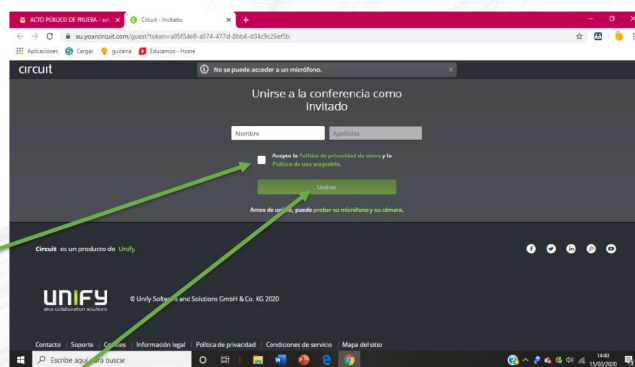 ACTO PÚBLICO DE PRUEBA - sol
Circuit - Invitado
eu.yourcircuit.com/guest?token=a05f34e8-a574-477d-8bb4-d34c9c26ef5b
Aplicaciones
Cargar
guitarra
Educamos - Home
circuit
No se puede acceder a un micrófono.
Unirse a la conferencia como
invitado
Nombre
Apellidos
Acepto la Política de privacidad de datos y la
Política de uso aceptable.
Unirse
Antes de unirse, puede probar su micrófono y su cámara.
Circuit es un producto de Unify.
UNIFY
atos collaboration solutions
© Unify Software and Solutions GmbH & Co. KG 2020
Contacto | Soporte | Cookies | Información legal | Política de privacidad | Condiciones de servicio | Mapa del sitio
Escribe aquí para buscar
14:40
15/03/2020